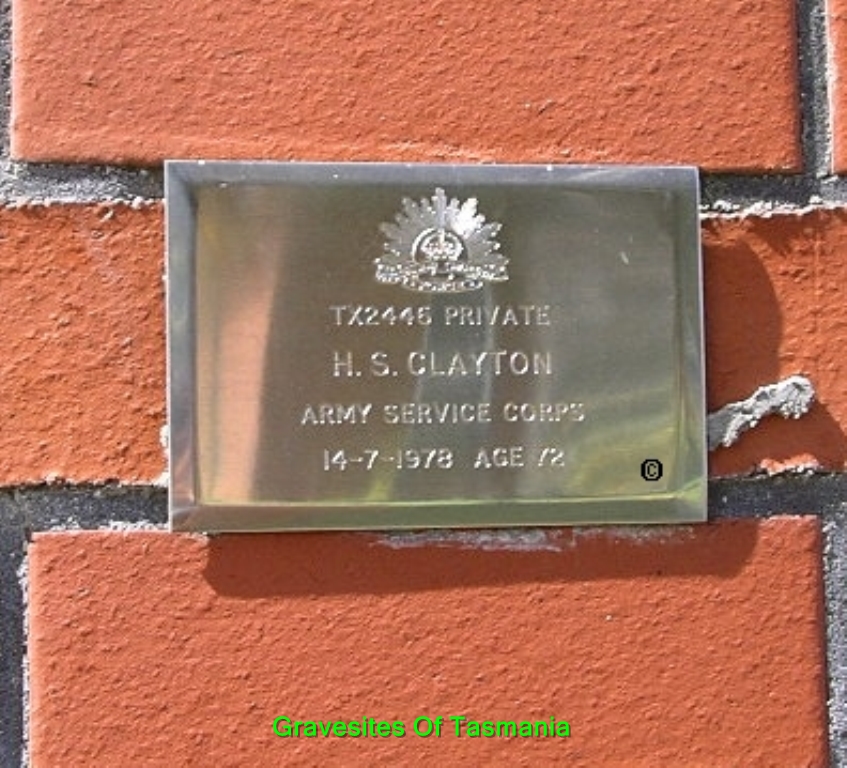 TX2446 PRIVATE
H. S. CLAYTON
ARMY SERVICE CORPS
14-7-1978 AGE 72
©
Gravesites Of Tasmania